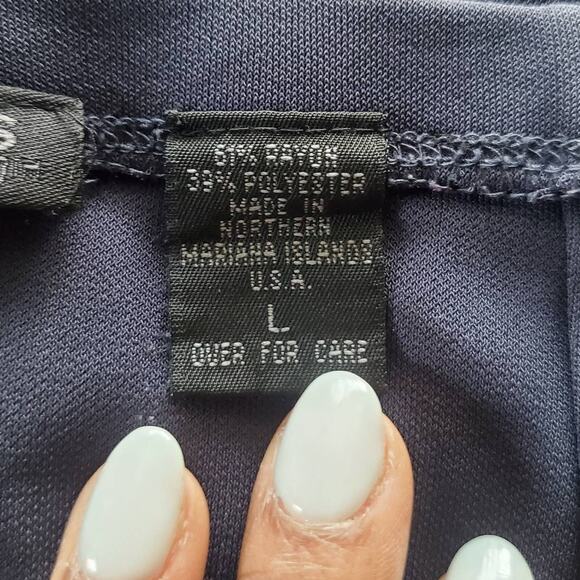 61% RAYON
39% POLYESTER
MADE IN
NORTHERN
MARIANA ISLANDS
U.S.A.
L
OVER FOR CARE